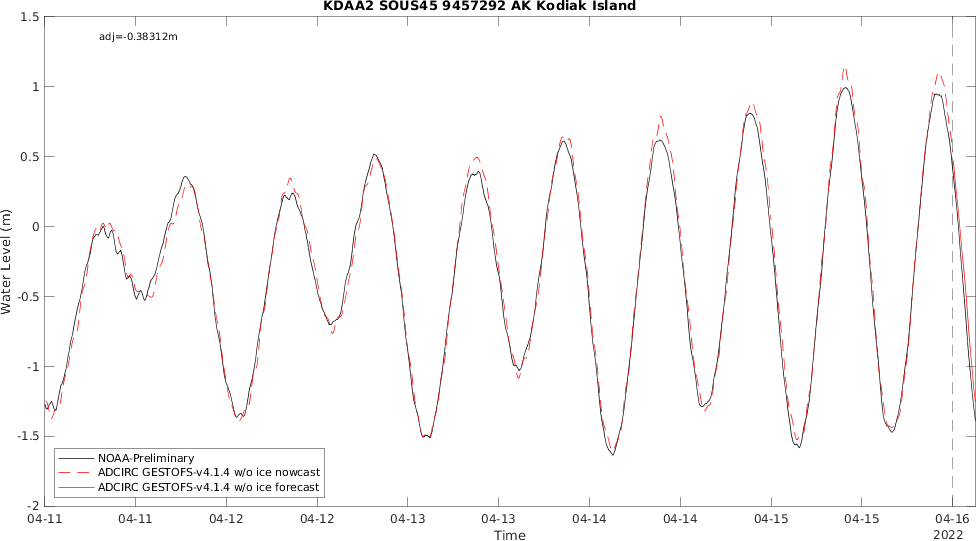 KDAA2 SOUS45 9457292 AK Kodiak Island
adj=-0.38312m
1.5
1
0.5
0
-0.5
-1
-1.5
-2
Water Level (m)
NOAA-Preliminary
ADCIRC GESTOFS-v4.1.4 w/o ice nowcast
ADCIRC GESTOFS-v4.1.4 w/o ice forecast
04-11 04-11 04-12 04-12 04-13 04-13 04-14 04-14 04-15 04-15 04-16
Time
2022